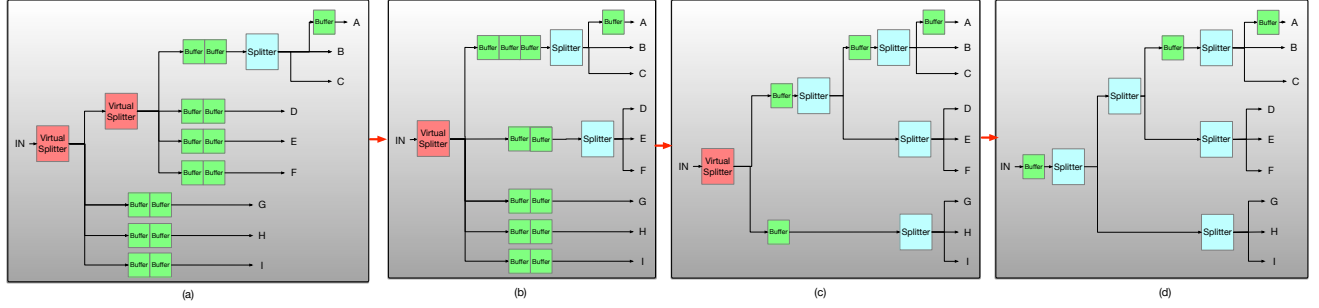 Buffer
A
Buffer Buffer
Splitter
B
C
Virtual
Splitter
Buffer Buffer
D
IN
Virtual
Splitter
Buffer Buffer
E
Buffer Buffer
F
Buffer Buffer
G
Buffer Buffer
H
Buffer Buffer
I
(a)
Buffer
A
Buffer Buffer Buffer
Splitter
B
C
D
IN
Virtual
Splitter
Buffer Buffer
Splitter
E
F
Buffer Buffer
G
Buffer Buffer
H
Buffer Buffer
I
(b)
Buffer
A
Buffer
Splitter
B
C
Buffer
Splitter
D
Splitter
E
IN
Virtual
Splitter
F
G
Buffer
Splitter
H
I
(c)
Buffer
A
Buffer
Splitter
B
C
Splitter
D
Splitter
E
IN
Buffer
Splitter
F
G
Splitter
H
I
(d)